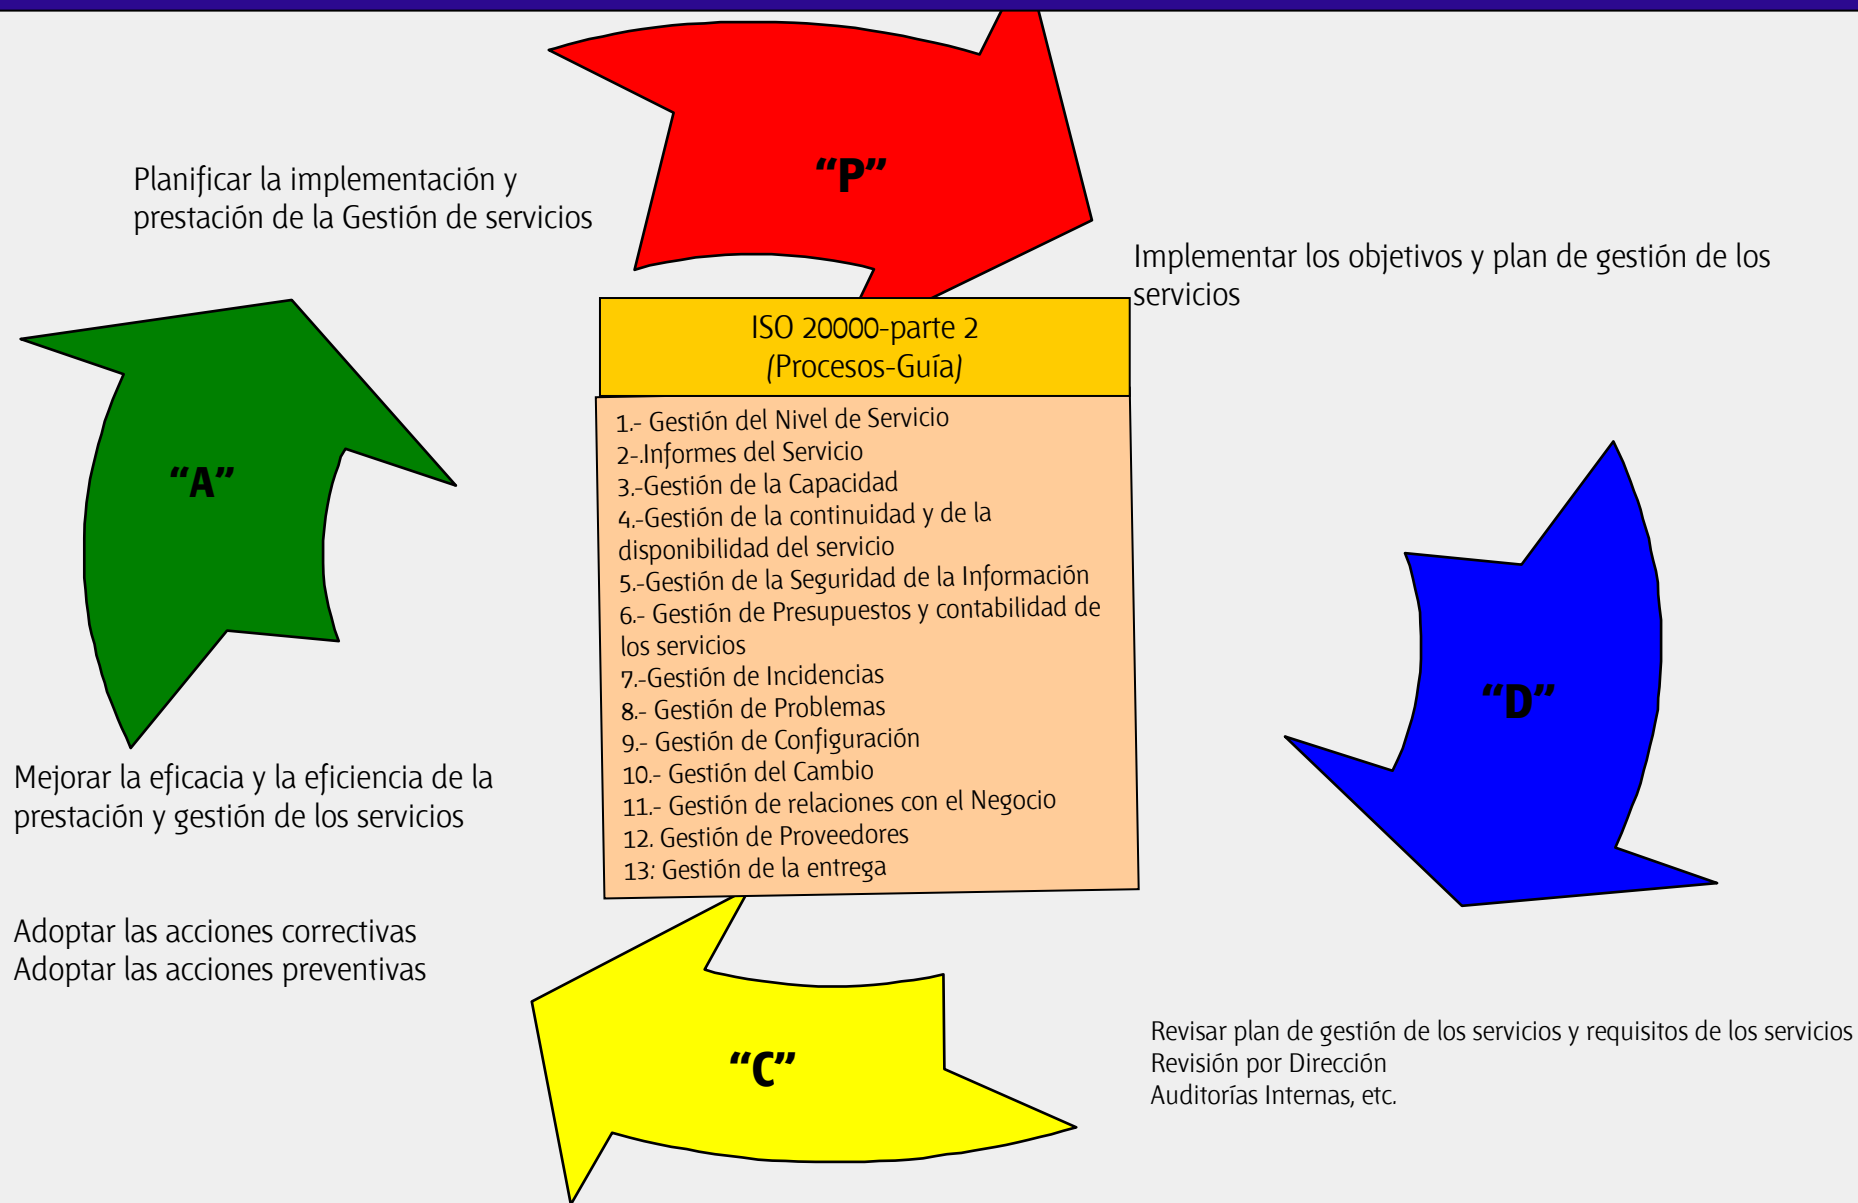 “P”
Planificar la implementación y
prestación de la Gestión de servicios
Implementar los objetivos y plan de gestión de los
servicios
ISO 20000-parte 2
(Procesos-Guía)
1.- Gestión del Nivel de Servicio
2-.Informes del Servicio
3.-Gestión de la Capacidad
4.-Gestión de la continuidad y de la
disponibilidad del servicio
5.-Gestión de la Seguridad de la Información
6.- Gestión de Presupuestos y contabilidad de
los servicios
7.-Gestión de Incidencias
8.- Gestión de Problemas
9.- Gestión de Configuración
10.- Gestión del Cambio
11.- Gestión de relaciones con el Negocio
12. Gestión de Proveedores
13: Gestión de la entrega
“A”
“D”
Mejorar la eficacia y la eficiencia de la
prestación y gestión de los servicios
Adoptar las acciones correctivas
Adoptar las acciones preventivas
“C”
Revisar plan de gestión de los servicios y requisitos de los servicios
Revisión por Dirección
Auditorías Internas, etc.